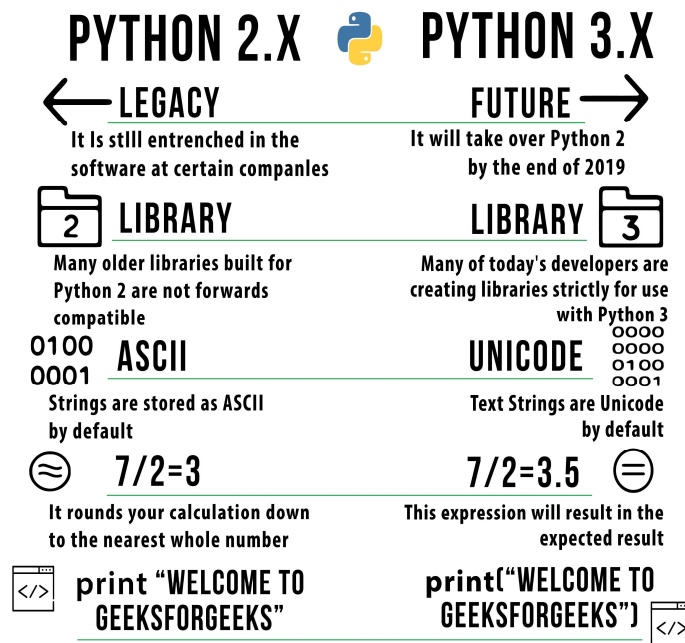 PYTHON 2.X
PYTHON 3.X
LEGACY
FUTURE
It Is stIll entrenched in the
software at certain companIes
It will take over Python 2
by the end of 2019
2
LIBRARY
LIBRARY
3
Many older libraries built for
Python 2 are not forwards
compatible
Many of today's developers are
creating libraries strictly for use
with Python 3
0100
0001
ASCII
UNICODE
0000
0000
0100
0001
Strings are stored as ASCII
by default
Text Strings are Unicode
by default
≈
7/2=3
7/2=3.5
=
It rounds your calculation down
to the nearest whole number
This expression will result in the
expected result
</>
print “WELCOME TO
GEEKSFORGEEKS”
print(“WELCOME TO
GEEKSFORGEEKS”)
</>